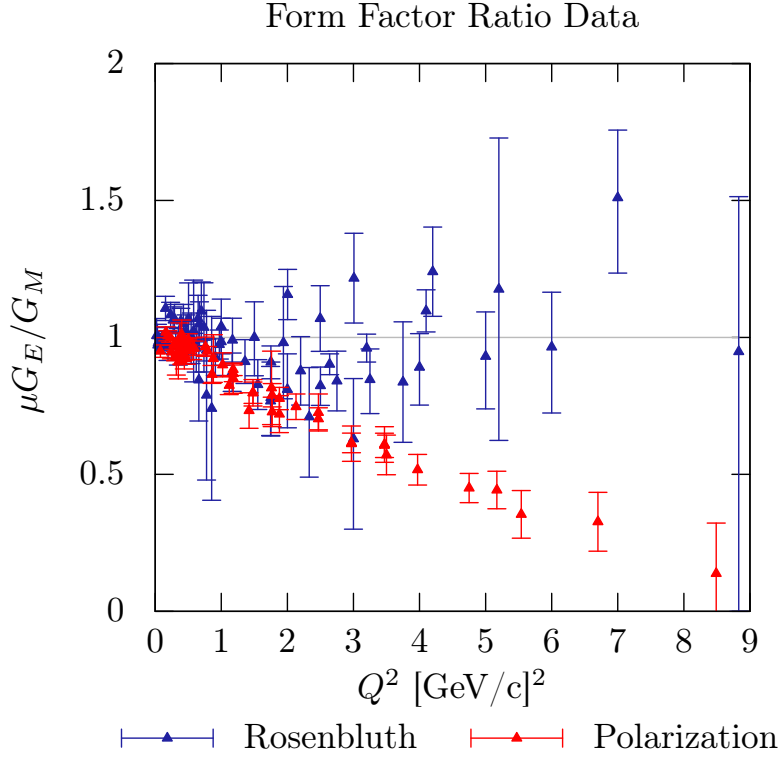 Form Factor Ratio Data
2
1.5
1
0.5
0
μG_E/G_M
0 1 2 3 4 5 6 7 8 9
Q² [GeV/c]²
Rosenbluth Polarization